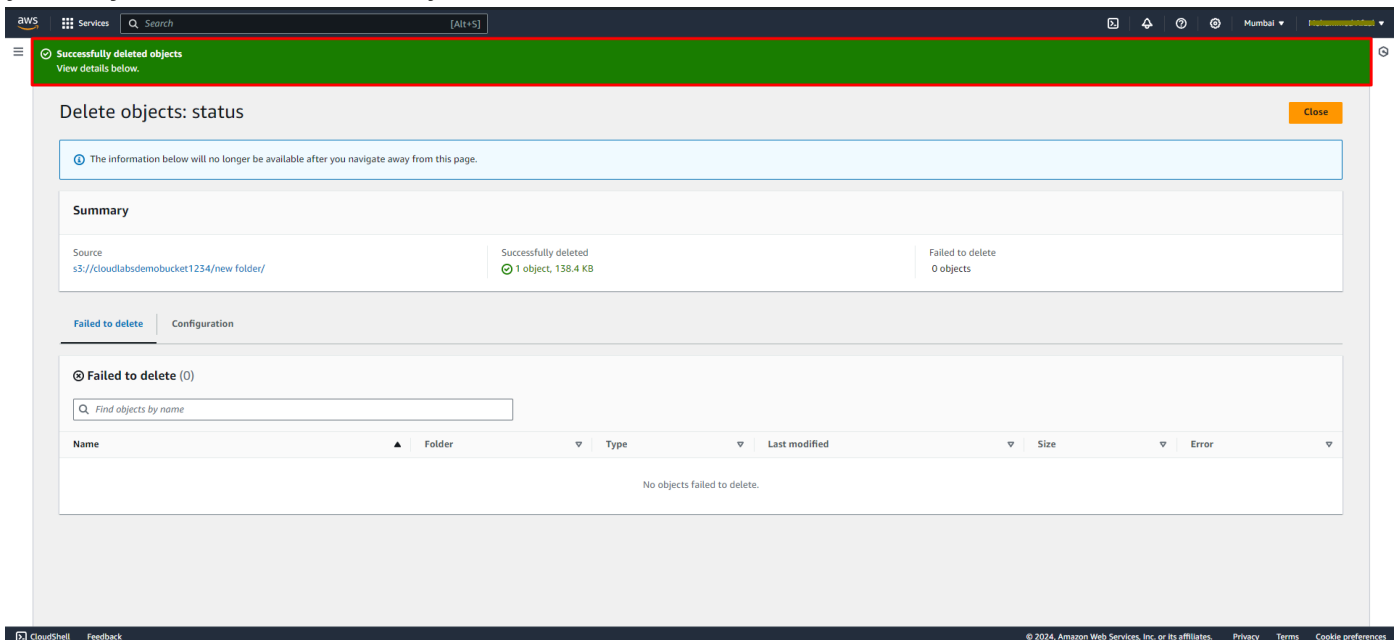 aws
Services
Search [Alt+S]
Mumbai
Successfully deleted objects
View details below.
Delete objects: status
Close
The information below will no longer be available after you navigate away from this page.
Summary
Source
s3://cloudlabsdemobucket1234/new folder/
Successfully deleted
1 object, 138.4 KB
Failed to delete
0 objects
Failed to delete
Configuration
Failed to delete (0)
Find objects by name
Name Folder Type Last modified Size Error
No objects failed to delete.
CloudShell Feedback © 2024, Amazon Web Services, Inc. or its affiliates. Privacy Terms Cookie preferences